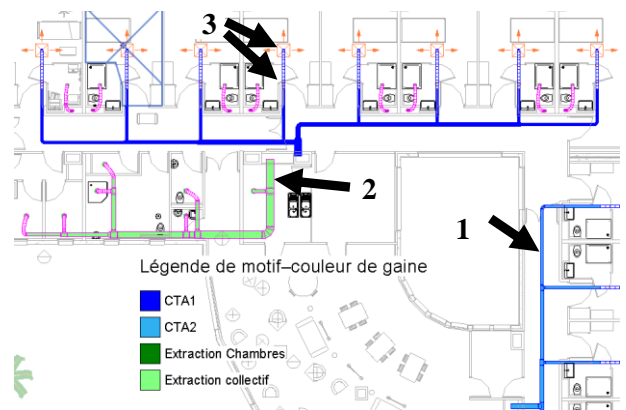 3
2
1
Légende de motif–couleur de gaine
CTA1
CTA2
Extraction Chambres
Extraction collectif